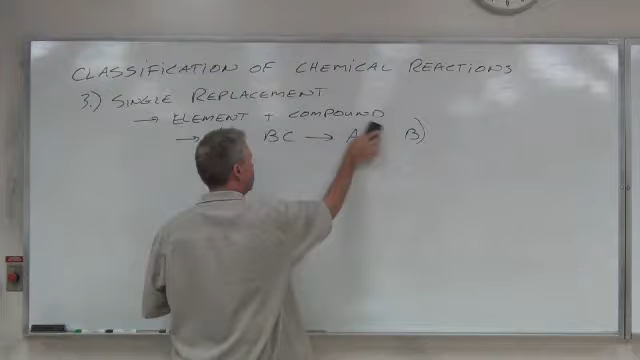 CLASSIFICATION OF CHEMICAL REACTIONS
3.) SINGLE REPLACEMENT
→ ELEMENT + COMPOUND
→ BC → A B)